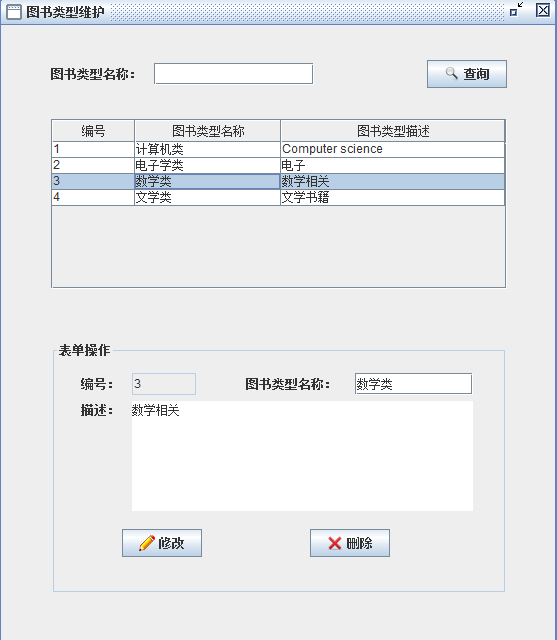 图书类型维护
图书类型名称： 查询
编号 图书类型名称 图书类型描述
1 计算机类 Computer science
2 电子学类 电子
3 数学类 数学相关
4 文学类 文学书籍
表单操作
编号： 3 图书类型名称： 数学类
描述： 数学相关
修改 删除